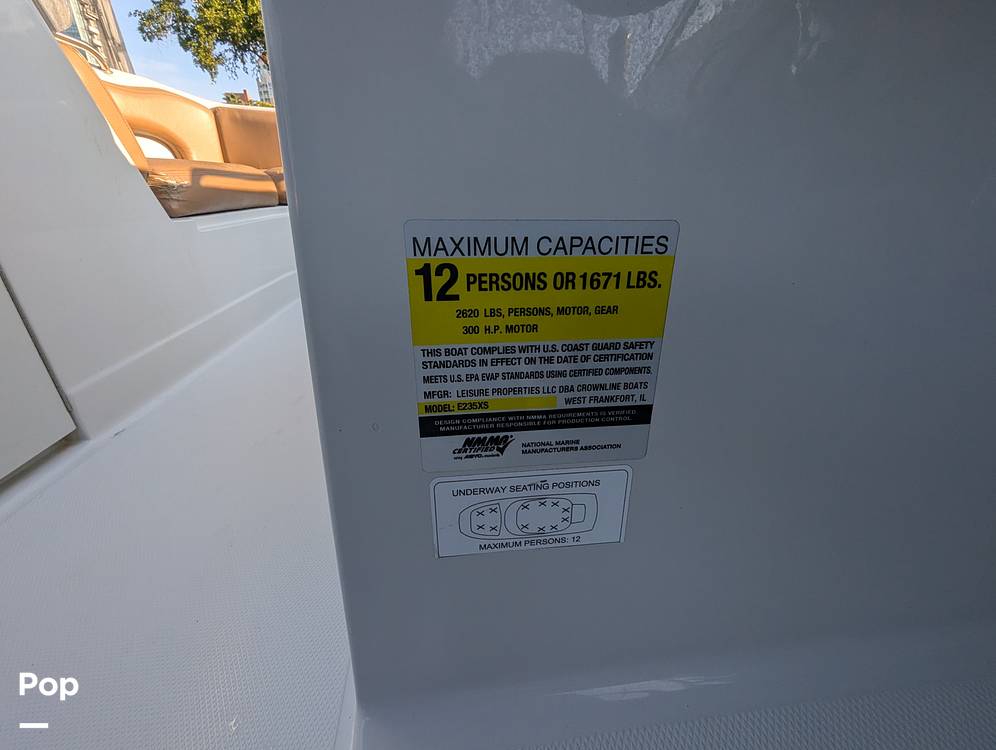 MAXIMUM CAPACITIES
12 PERSONS OR 1671 LBS.
2620 LBS, PERSONS, MOTOR, GEAR
300 H.P. MOTOR
THIS BOAT COMPLIES WITH U.S. COAST GUARD SAFETY
STANDARDS IN EFFECT ON THE DATE OF CERTIFICATION
MEETS U.S. EPA EVAP STANDARDS USING CERTIFIED COMPONENTS.
MFGR: LEISURE PROPERTIES LLC DBA CROWNLINE BOATS
MODEL: E235XS WEST FRANKFORT, IL
DESIGN COMPLIANCE WITH NMMA REQUIREMENTS IS VERIFIED.
MANUFACTURER RESPONSIBLE FOR PRODUCTION CONTROL.
NMMA
CERTIFIED
NATIONAL MARINE
MANUFACTURERS ASSOCIATION
UNDERWAY SEATING POSITIONS
MAXIMUM PERSONS: 12
Pop